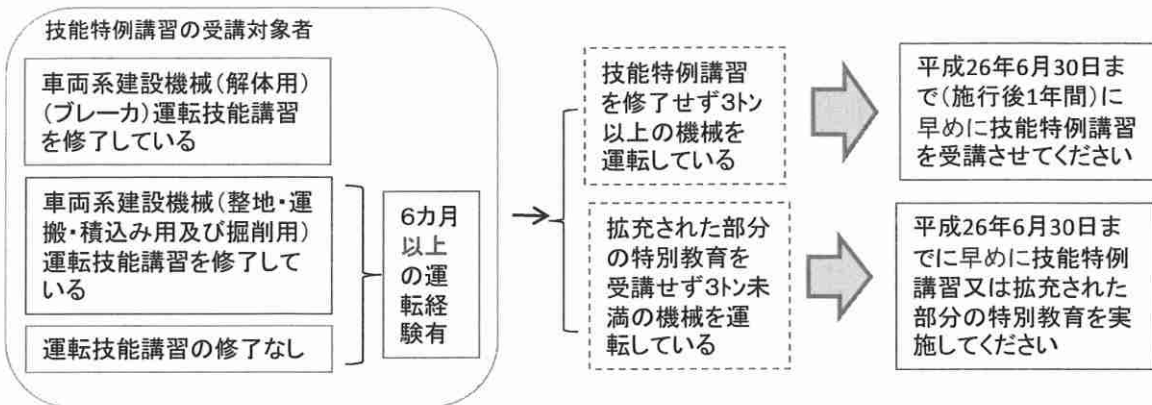 技能特例講習の受講対象者
車両系建設機械(解体用)
(ブレーカ)運転技能講習
を修了している
車両系建設機械(整地・運
搬・積込み用及び掘削用)
運転技能講習を修了して
いる
運転技能講習の修了なし
6カ月
以上
の運
転経
験有
技能特例講習
を修了せず3トン
以上の機械を
運転している
拡充された部分
の特別教育を
受講せず3トン未
満の機械を運
転している
平成26年6月30日ま
で(施行後1年間)に
早めに技能特例講習
を受講させてください
平成26年6月30日ま
でに早めに技能特例
講習又は拡充された
部分の特別教育を実
施してください